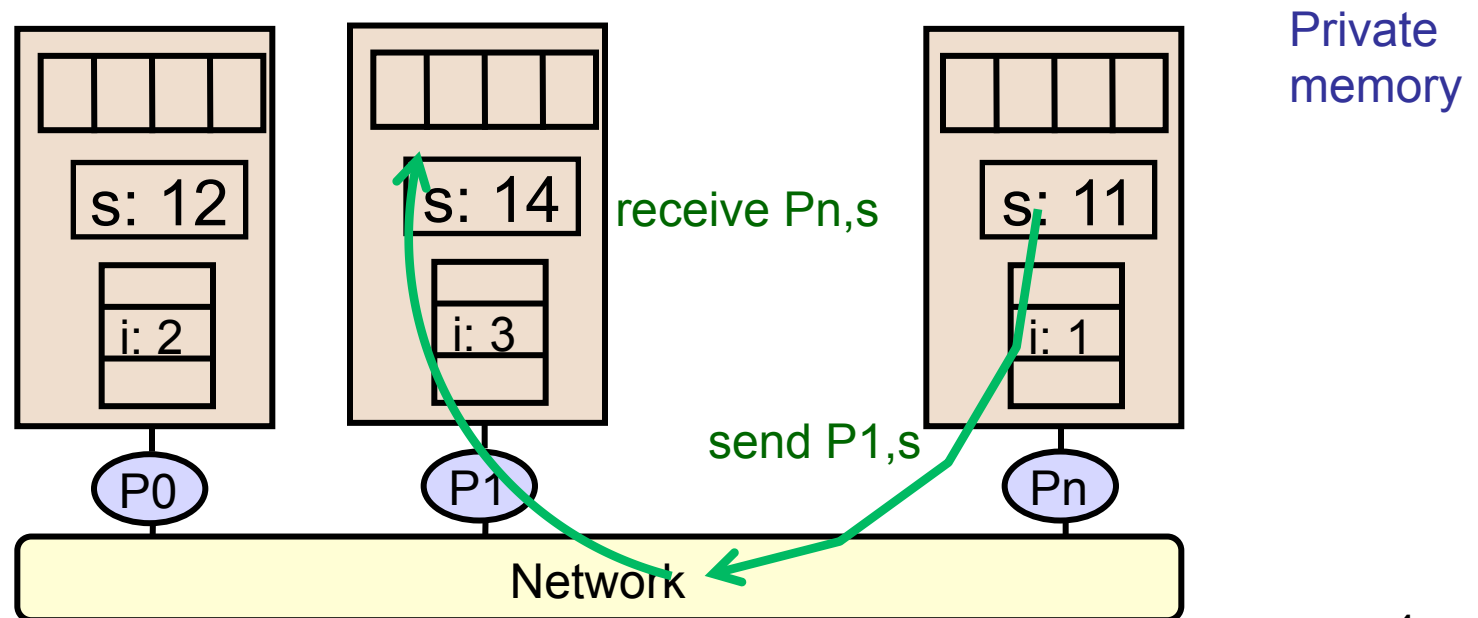 Private
memory
s: 12
s: 14
receive Pn,s
s: 11
i: 2
i: 3
i: 1
send P1,s
P0
P1
Pn
Network